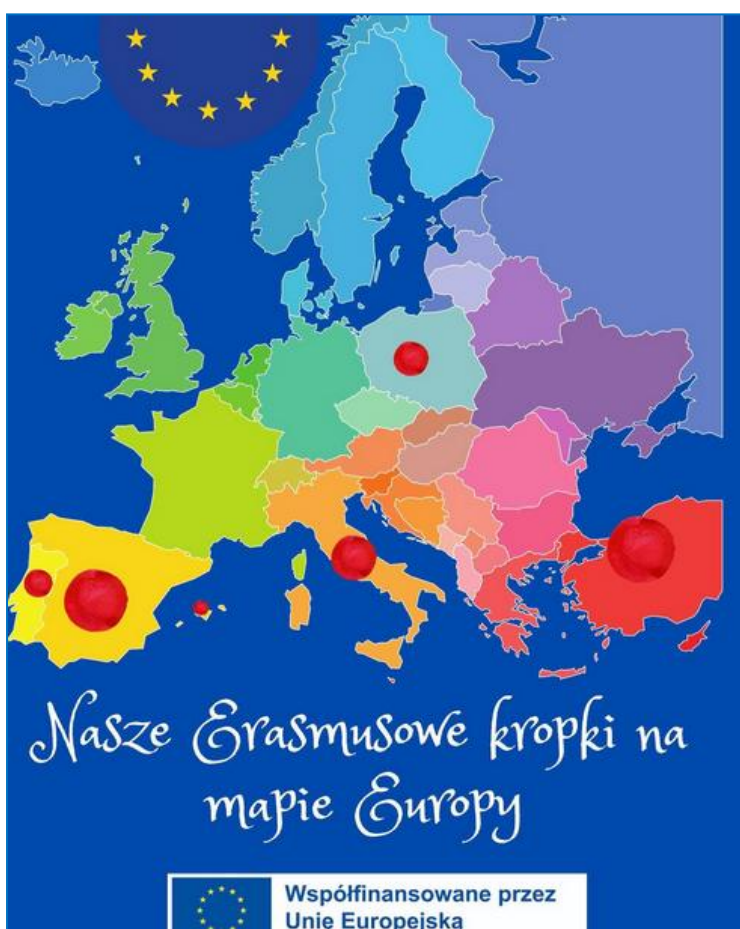 Nasze Erasmusowe kropki na
mapie Europy
Współfinansowane przez
Unię Europejską